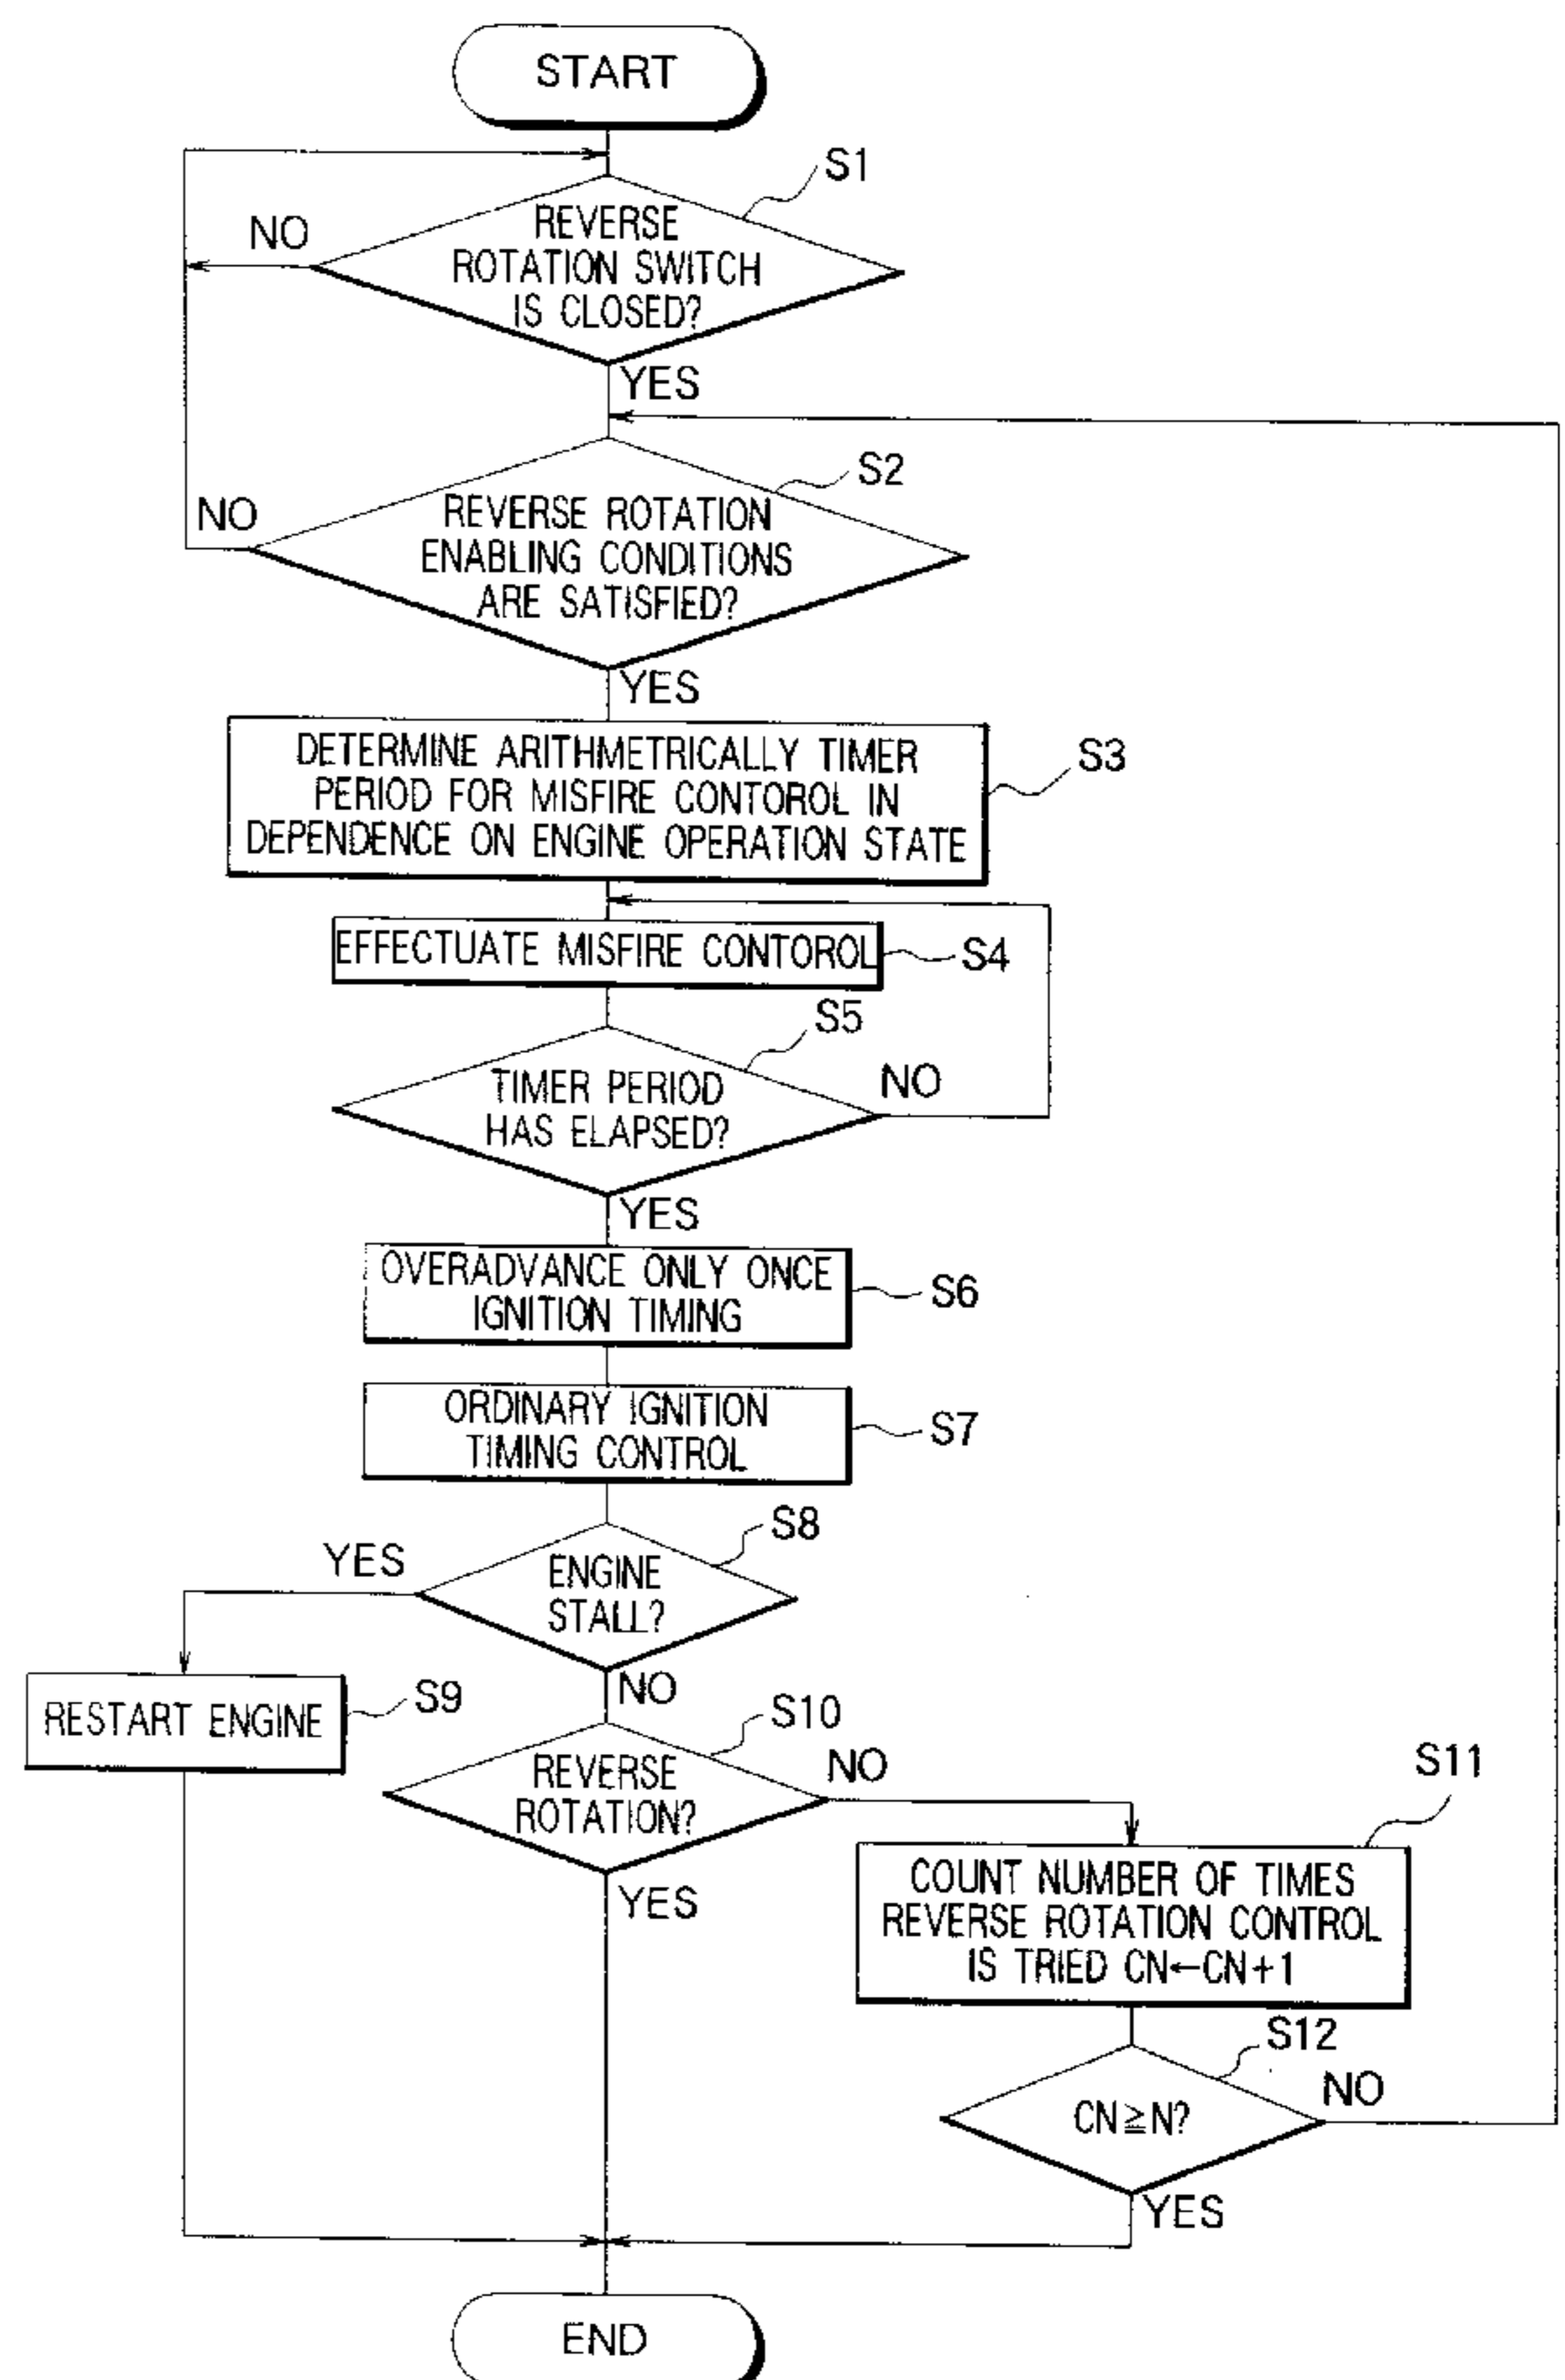 START
S1
NO
REVERSE
ROTATION SWITCH
IS CLOSED?
YES
S2
NO
REVERSE ROTATION
ENABLING CONDITIONS
ARE SATISFIED?
YES
DETERMINE ARITHMETRICALLY TIMER
PERIOD FOR MISFIRE CONTOROL IN
DEPENDENCE ON ENGINE OPERATION STATE
S3
EFFECTUATE MISFIRE CONTOROL
S4
S5
TIMER PERIOD
HAS ELAPSED?
NO
YES
OVERADVANCE ONLY ONCE
IGNITION TIMING
S6
ORDINARY IGNITION
TIMING CONTROL
S7
S8
YES
ENGINE
STALL?
NO
RESTART ENGINE
S9
S10
REVERSE
ROTATION?
NO
YES
S11
COUNT NUMBER OF TIMES
REVERSE ROTATION CONTROL
IS TRIED CN←CN+1
S12
CN≧N?
NO
YES
END